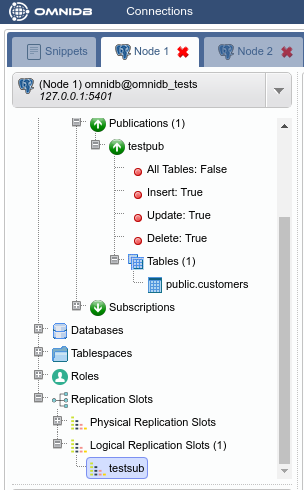 OMNIDB
Connections
Snippets
Node 1
Node 2
(Node 1) omnidb@omnidb_tests
127.0.0.1:5401
Publications (1)
testpub
All Tables: False
Insert: True
Update: True
Delete: True
Tables (1)
public.customers
Subscriptions
Databases
Tablespaces
Roles
Replication Slots
Physical Replication Slots
Logical Replication Slots (1)
testsub